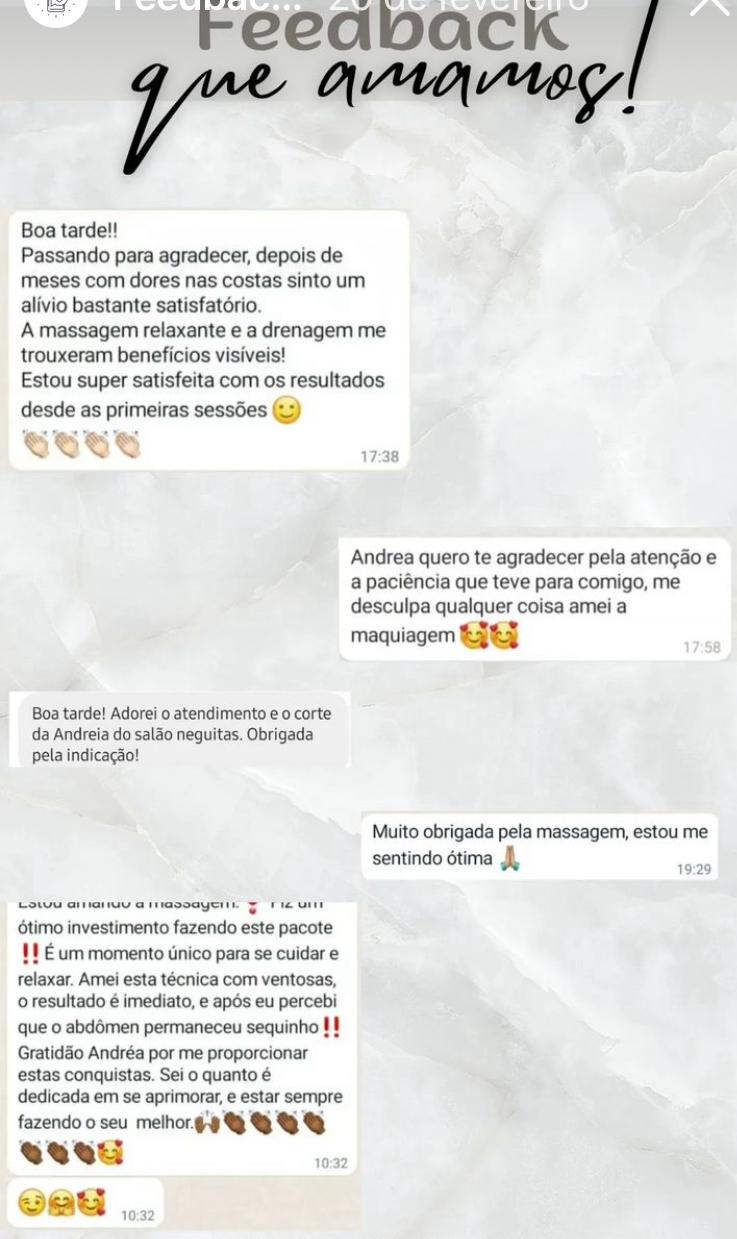 Feedbac... 20 de fevereiro
Feedback
que amamos!
Boa tarde!!
Passando para agradecer, depois de
meses com dores nas costas sinto um
alívio bastante satisfatório.
A massagem relaxante e a drenagem me
trouxeram benefícios visíveis!
Estou super satisfeita com os resultados
desde as primeiras sessões 🙂
👏🏻👏🏻👏🏻👏🏻
17:38
Andrea quero te agradecer pela atenção e
a paciência que teve para comigo, me
desculpa qualquer coisa amei a
maquiagem 🥰🥰
17:58
Boa tarde! Adorei o atendimento e o corte
da Andreia do salão neguitas. Obrigada
pela indicação!
Muito obrigada pela massagem, estou me
sentindo ótima 🙏🏽
19:29
Estou amando a massagem. ❣️ Fiz um
ótimo investimento fazendo este pacote
‼️É um momento único para se cuidar e
relaxar. Amei esta técnica com ventosas,
o resultado é imediato, e após eu percebi
que o abdômen permaneceu sequinho‼️
Gratidão Andréa por me proporcionar
estas conquistas. Sei o quanto é
dedicada em se aprimorar, e estar sempre
fazendo o seu melhor.🙌🏾👏🏾👏🏾👏🏾👏🏾
👏🏾👏🏾👏🏾🥰
10:32
😉🤗🥰
10:32